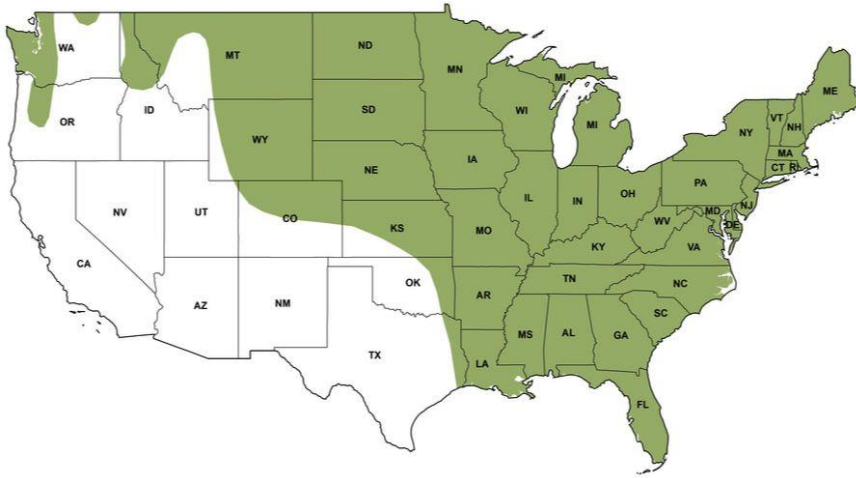 WA
MT
ND
MN
MI
ME
OR
ID
SD
WI
MI
NY
VT
NH
WY
IA
MA
CT
RI
NE
PA
NV
UT
CO
IL
IN
OH
NJ
KS
MO
WV
MD
DE
CA
KY
VA
OK
TN
NC
AZ
NM
AR
SC
TX
MS
AL
GA
LA
FL